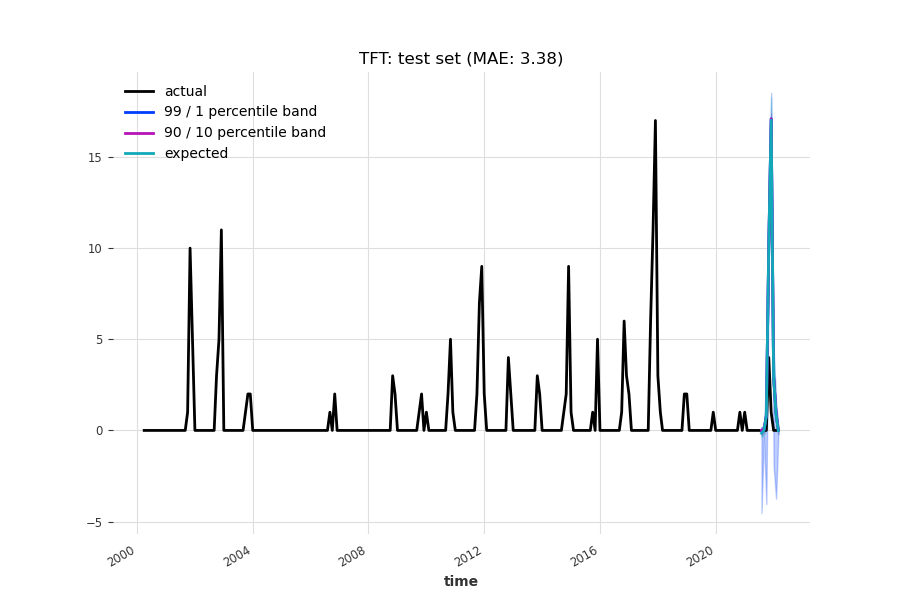 TFT: test set (MAE: 3.38)
actual
99 / 1 percentile band
90 / 10 percentile band
expected
15
10
5
0
−5
2000
2004
2008
2012
2016
2020
time